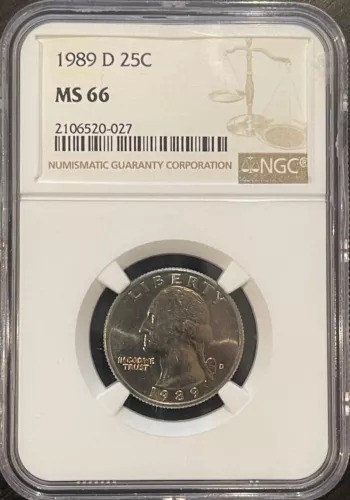 1989 D 25C
MS 66
2106520-027
NUMISMATIC GUARANTY CORPORATION
NGC®
LIBERTY
IN GOD WE
TRUST
D
1989